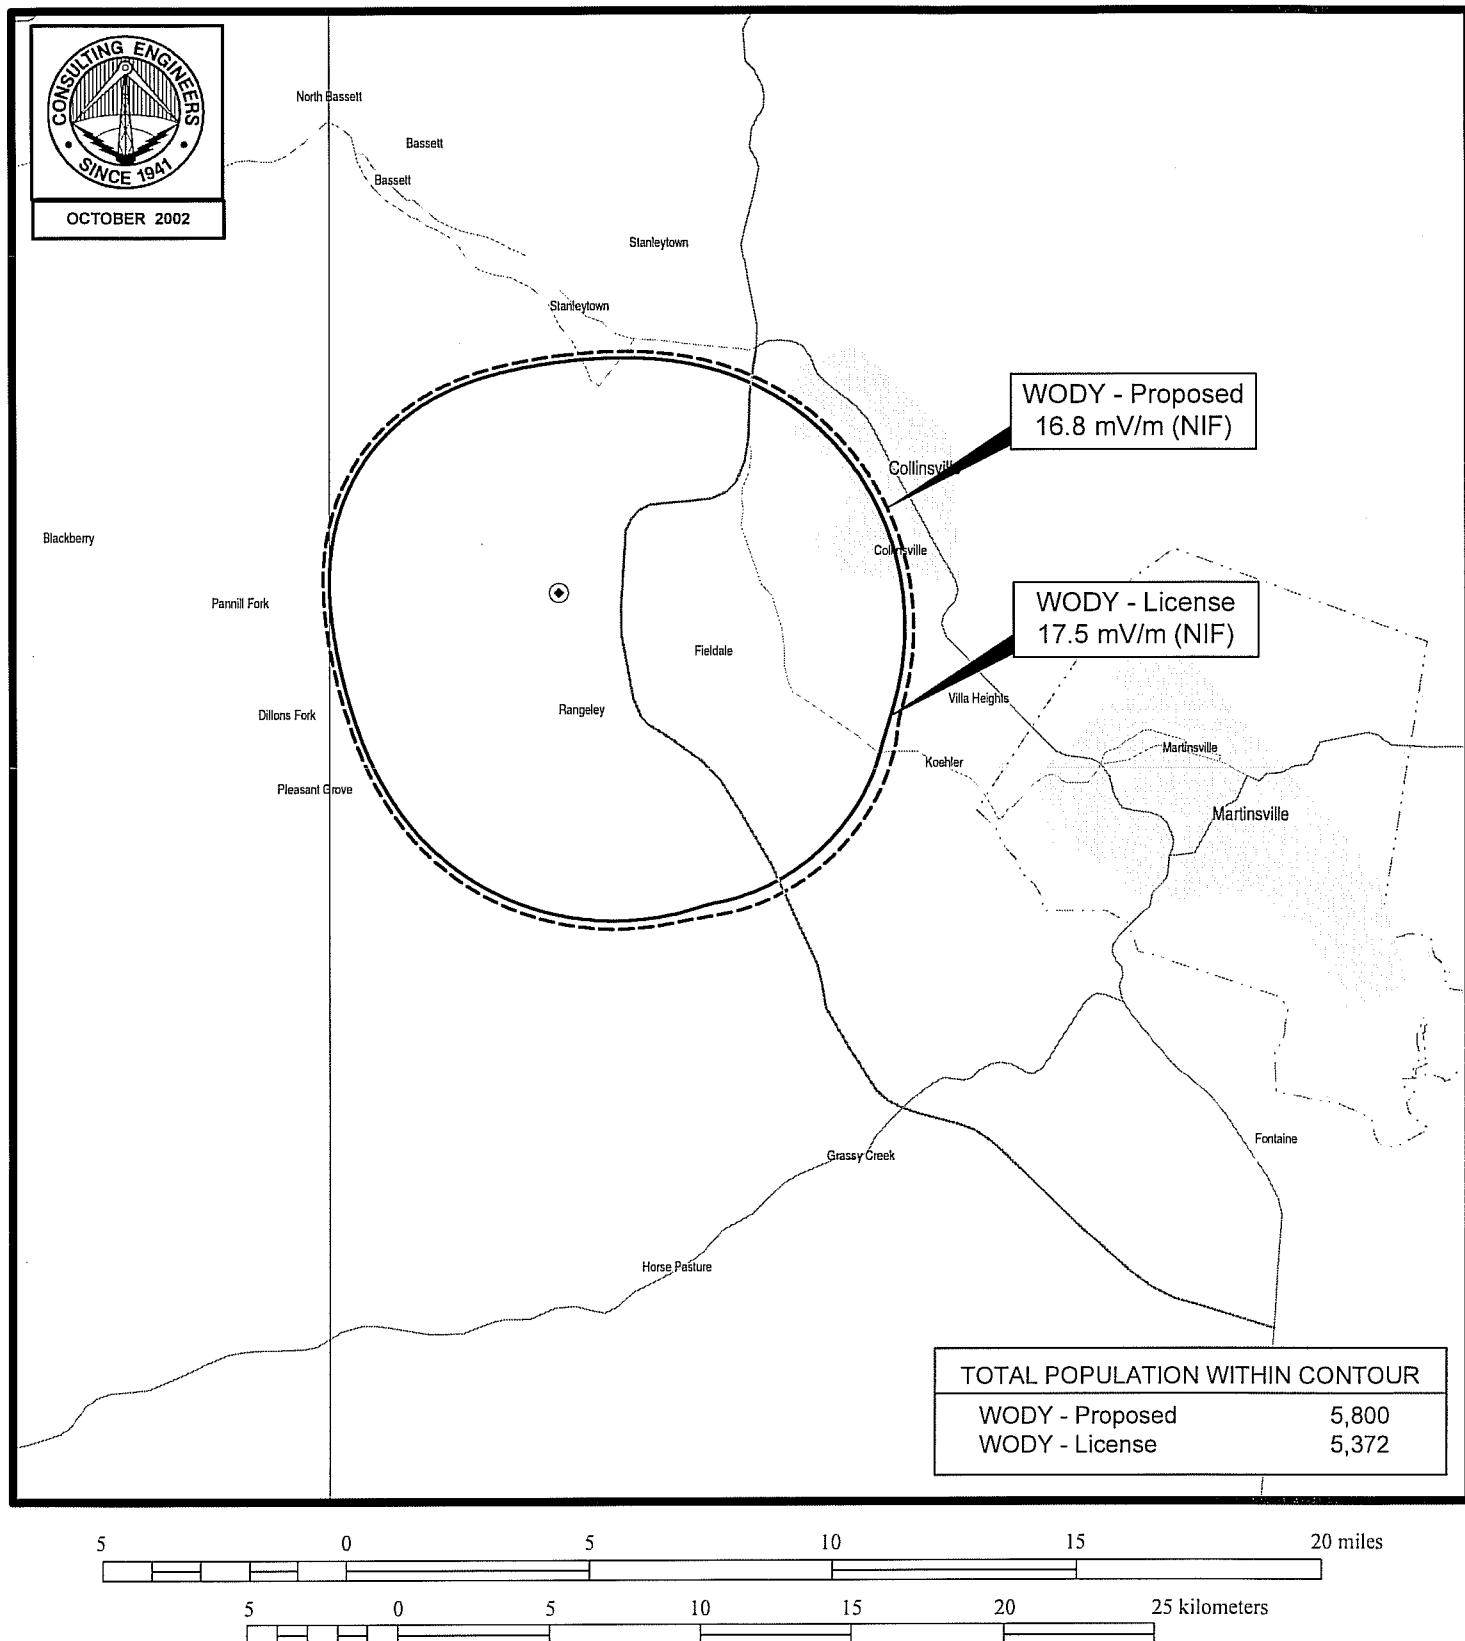 CONSULTING ENGINEERS
SINCE 1941
OCTOBER 2002
North Bassett
Bassett
Bassett
Stanleytown
Stanleytown
WODY - Proposed
16.8 mV/m (NIF)
Collinsville
Blackberry
Collinsville
WODY - License
17.5 mV/m (NIF)
Pannill Fork
Fieldale
Villa Heights
Rangeley
Dillons Fork
Martinsville
Koehler
Pleasant Grove
Martinsville
Fontaine
Grassy Creek
Horse Pasture
TOTAL POPULATION WITHIN CONTOUR
WODY - Proposed 5,800
WODY - License 5,372
5 0 5 10 15 20 miles
5 0 5 10 15 20 25 kilometers